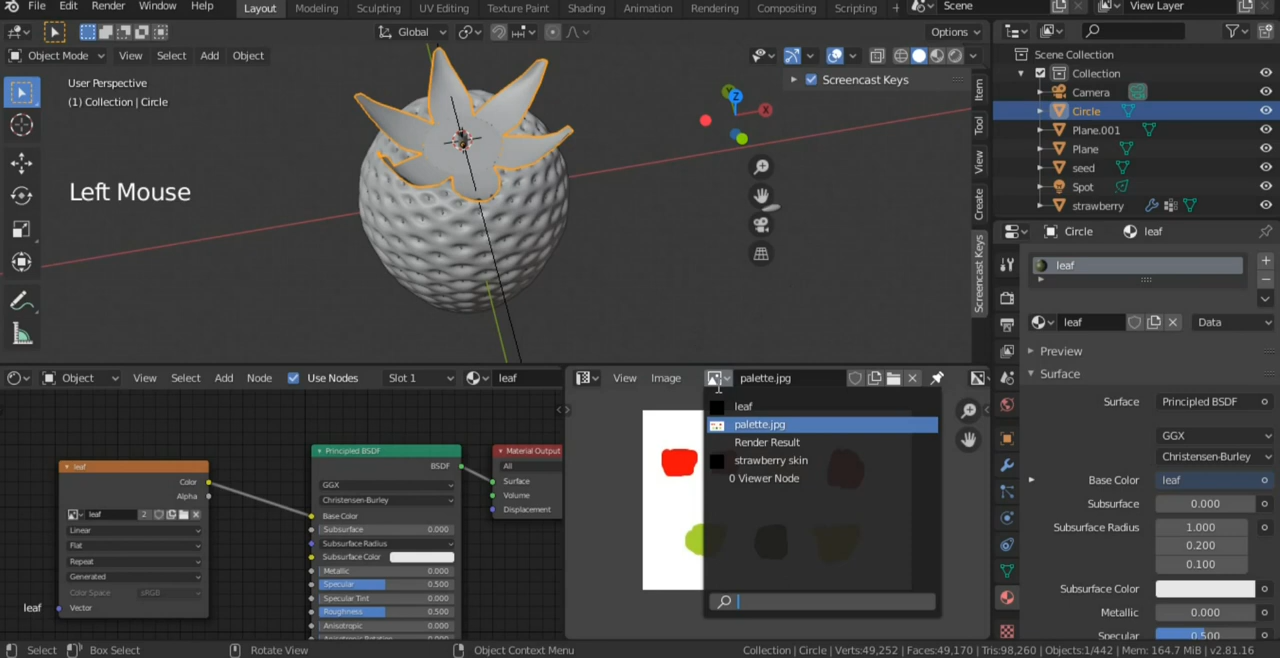 File Edit Render Window Help Layout Modeling Sculpting UV Editing Texture Paint Shading Animation Rendering Compositing Scripting + Scene View Layer
Global Options
Object Mode View Select Add Object
User Perspective
(1) Collection | Circle
Screencast Keys
Left Mouse
Z
X
Y
Item
Tool
View
Create
Screencast Keys
Scene Collection
Collection
Camera
Circle
Plane.001
Plane
seed
Spot
strawberry
Circle leaf
leaf
leaf Data
Preview
Surface
Surface Principled BSDF
GGX
Christensen-Burley
Base Color leaf
Subsurface 0.000
Subsurface Radius 1.000
0.200
0.100
Subsurface Color
Metallic 0.000
Specular 0.500
Object View Select Add Node Use Nodes Slot 1 leaf
leaf
Color
Alpha
leaf 2
Linear
Flat
Repeat
Generated
Color Space sRGB
Vector
leaf
Principled BSDF
BSDF
GGX
Christensen-Burley
Base Color
Subsurface 0.000
Subsurface Radius
Subsurface Color
Metallic 0.000
Specular 0.500
Specular Tint 0.000
Roughness 0.500
Anisotropic 0.000
Anisotropic Rotation
Material Output
All
Surface
Volume
Displacement
View Image palette.jpg
leaf
palette.jpg
Render Result
strawberry skin
0 Viewer Node
Select Box Select Rotate View Object Context Menu Collection | Circle | Verts:49,252 | Faces:49,170 | Tris:98,260 | Objects:1/442 | Mem: 164.7 MiB | v2.81.16